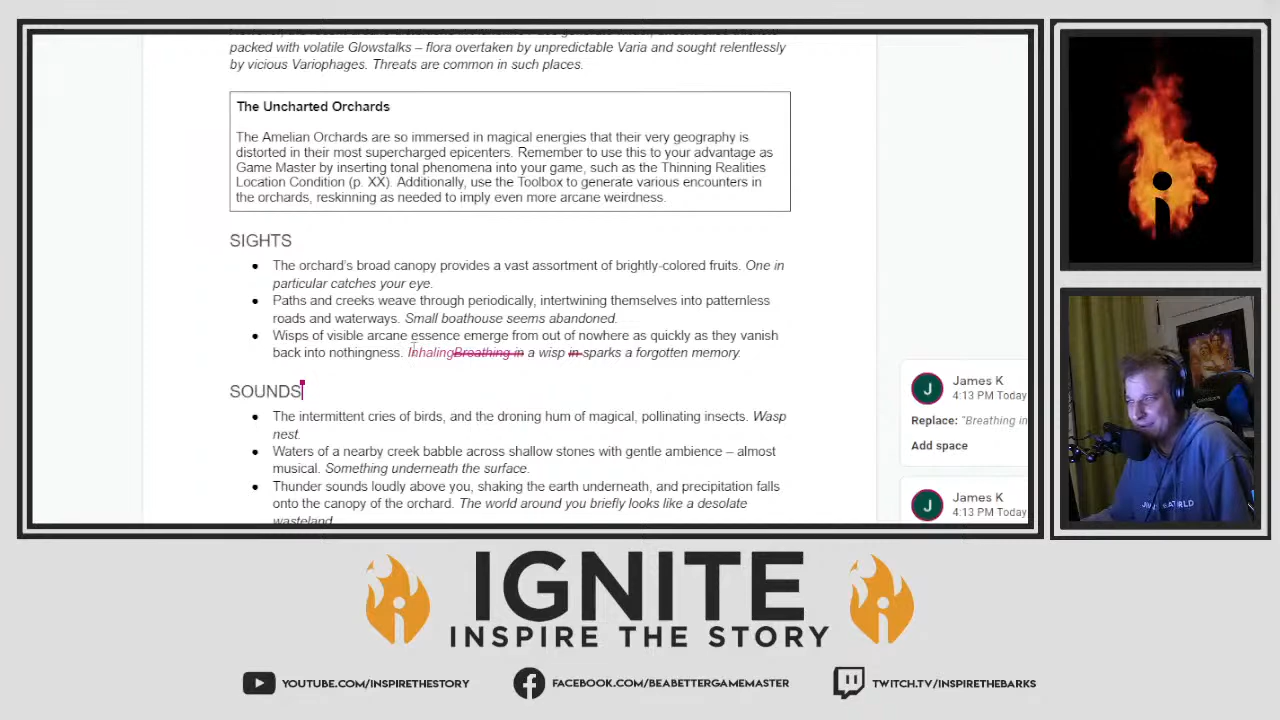 packed with volatile Glowstalks – flora overtaken by unpredictable Varia and sought relentlessly
by vicious Variophages. Threats are common in such places.
The Uncharted Orchards
The Amelian Orchards are so immersed in magical energies that their very geography is
distorted in their most supercharged epicenters. Remember to use this to your advantage as
Game Master by inserting tonal phenomena into your game, such as the Thinning Realities
Location Condition (p. XX). Additionally, use the Toolbox to generate various encounters in
the orchards, reskinning as needed to imply even more arcane weirdness.
SIGHTS
• The orchard's broad canopy provides a vast assortment of brightly-colored fruits. One in
particular catches your eye.
• Paths and creeks weave through periodically, intertwining themselves into patternless
roads and waterways. Small boathouse seems abandoned.
• Wisps of visible arcane essence emerge from out of nowhere as quickly as they vanish
back into nothingness. InhalingBreathing in a wisp in sparks a forgotten memory.
SOUNDS
• The intermittent cries of birds, and the droning hum of magical, pollinating insects. Wasp
nest.
• Waters of a nearby creek babble across shallow stones with gentle ambience – almost
musical. Something underneath the surface.
• Thunder sounds loudly above you, shaking the earth underneath, and precipitation falls
onto the canopy of the orchard. The world around you briefly looks like a desolate
wasteland.
J James K
4:13 PM Today
Replace: "Breathing in
Add space
J James K
4:13 PM Today
IGNITE
INSPIRE THE STORY
YOUTUBE.COM/INSPIRETHESTORY
FACEBOOK.COM/BEABETTERGAMEMASTER
TWITCH.TV/INSPIRETHEBARKS